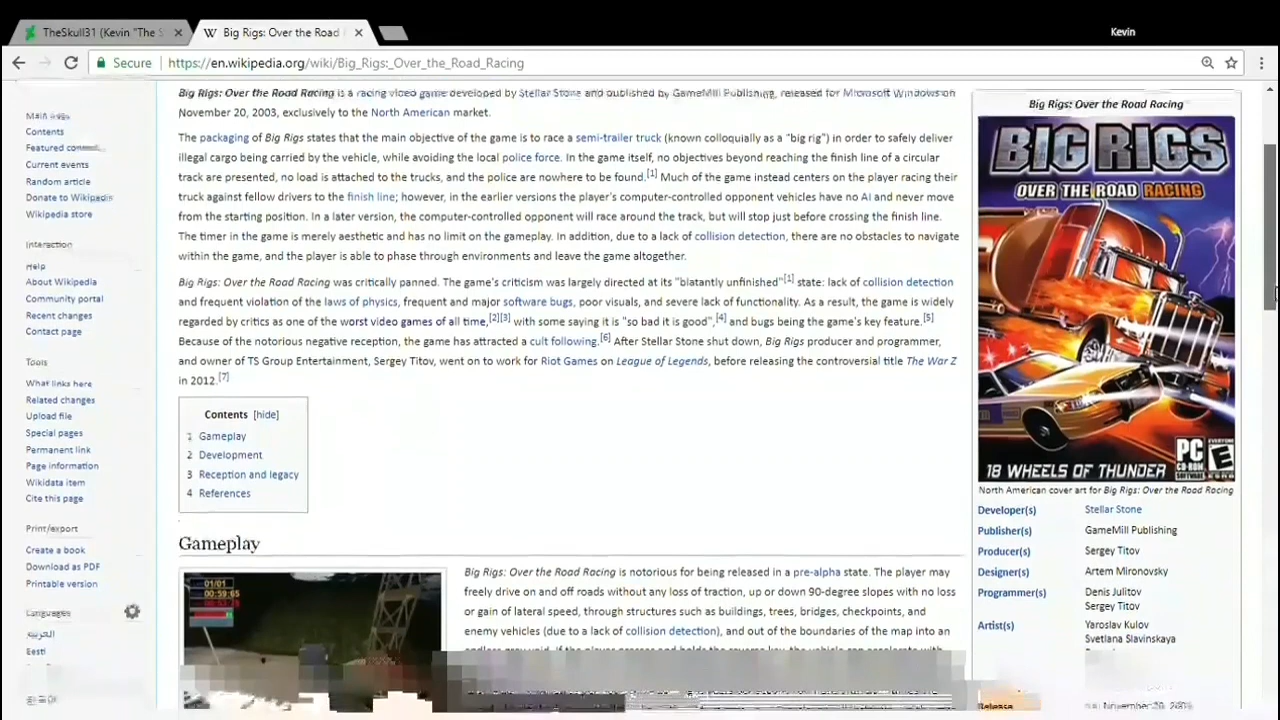 TheSkull31 (Kevin "The S
Big Rigs: Over the Road
Kevin
Secure
https://en.wikipedia.org/wiki/Big_Rigs:_Over_the_Road_Racing
Contents
Current events
Random article
Donate to Wikipedia
Wikipedia store
Interaction
Help
About Wikipedia
Community portal
Recent changes
Contact page
Tools
What links here
Related changes
Upload file
Special pages
Permanent link
Page information
Wikidata item
Cite this page
Print/export
Create a book
Download as PDF
Printable version
Languages
العربية
Eesti
Big Rigs: Over the Road Racing is a racing video game developed by Stellar Stone and published by GameMill Publishing, released for Microsoft Windows on
November 20, 2003, exclusively to the North American market.
The packaging of Big Rigs states that the main objective of the game is to race a semi-trailer truck (known colloquially as a "big rig") in order to safely deliver
illegal cargo being carried by the vehicle, while avoiding the local police force. In the game itself, no objectives beyond reaching the finish line of a circular
track are presented, no load is attached to the trucks, and the police are nowhere to be found.[1] Much of the game instead centers on the player racing their
truck against fellow drivers to the finish line; however, in the earlier versions the player's computer-controlled opponent vehicles have no AI and never move
from the starting position. In a later version, the computer-controlled opponent will race around the track, but will stop just before crossing the finish line.
The timer in the game is merely aesthetic and has no limit on the gameplay. In addition, due to a lack of collision detection, there are no obstacles to navigate
within the game, and the player is able to phase through environments and leave the game altogether.
Big Rigs: Over the Road Racing was critically panned. The game's criticism was largely directed at its "blatantly unfinished"[1] state: lack of collision detection
and frequent violation of the laws of physics, frequent and major software bugs, poor visuals, and severe lack of functionality. As a result, the game is widely
regarded by critics as one of the worst video games of all time,[2][3] with some saying it is "so bad it is good",[4] and bugs being the game's key feature.[5]
Because of the notorious negative reception, the game has attracted a cult following.[6] After Stellar Stone shut down, Big Rigs producer and programmer,
and owner of TS Group Entertainment, Sergey Titov, went on to work for Riot Games on League of Legends, before releasing the controversial title The War Z
in 2012.[7]
Contents [hide]
1 Gameplay
2 Development
3 Reception and legacy
4 References
Gameplay
01/01
00:59:65
Big Rigs: Over the Road Racing is notorious for being released in a pre-alpha state. The player may
freely drive on and off roads without any loss of traction, up or down 90-degree slopes with no loss
or gain of lateral speed, through structures such as buildings, trees, bridges, checkpoints, and
enemy vehicles (due to a lack of collision detection), and out of the boundaries of the map into an
Big Rigs: Over the Road Racing
BIG RIGS
OVER THE ROAD RACING
18 WHEELS OF THUNDER
PC
CD-ROM
SOFTWARE
EVERYONE
E
ESRB
North American cover art for Big Rigs: Over the Road Racing
Developer(s) Stellar Stone
Publisher(s) GameMill Publishing
Producer(s) Sergey Titov
Designer(s) Artem Mironovsky
Programmer(s) Denis Julitov
Sergey Titov
Artist(s) Yaroslav Kulov
Svetlana Slavinskaya
Release